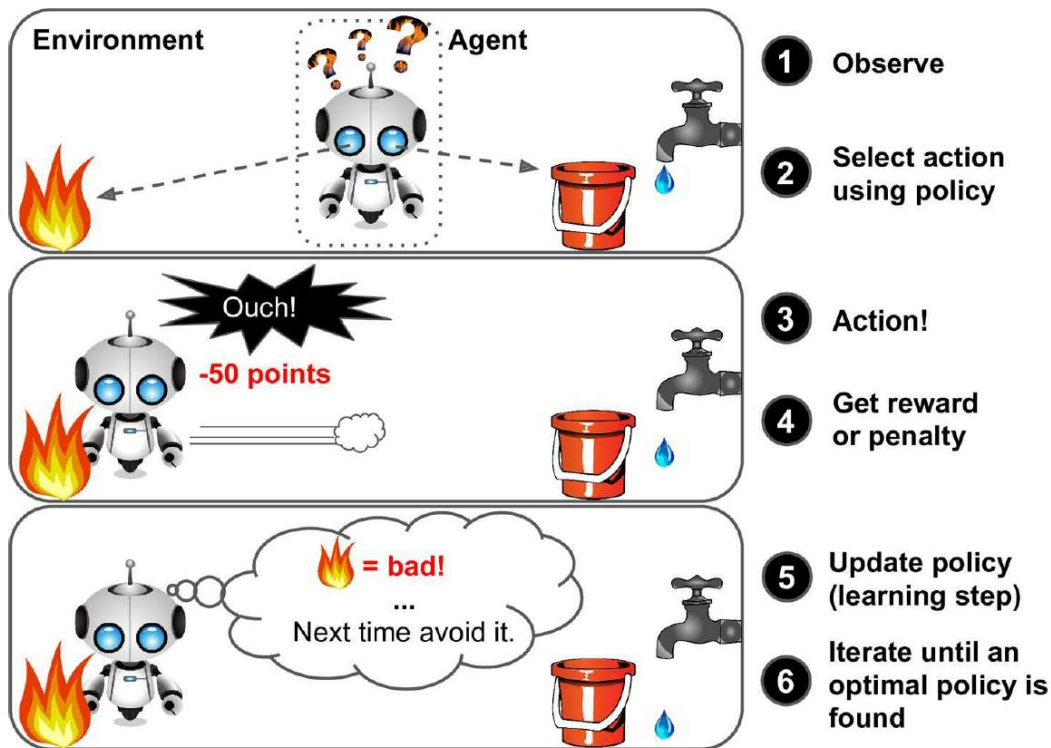 Environment
Agent
? ? ?
1 Observe
2 Select action
using policy
Ouch!
-50 points
3 Action!
4 Get reward
or penalty
= bad!
...
Next time avoid it.
5 Update policy
(learning step)
6 Iterate until an
optimal policy is
found